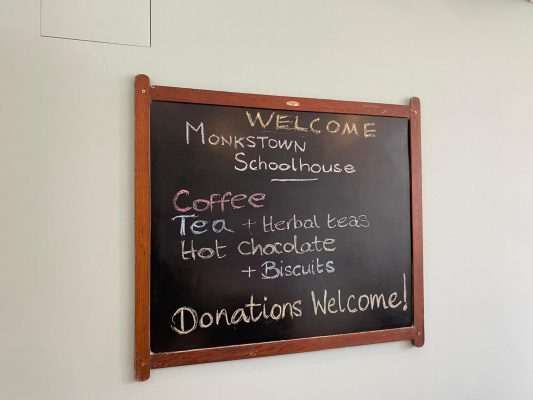 WELCOME
MONKSTOWN
Schoolhouse
Coffee
Tea + Herbal teas
Hot Chocolate
+ Biscuits
Donations Welcome!